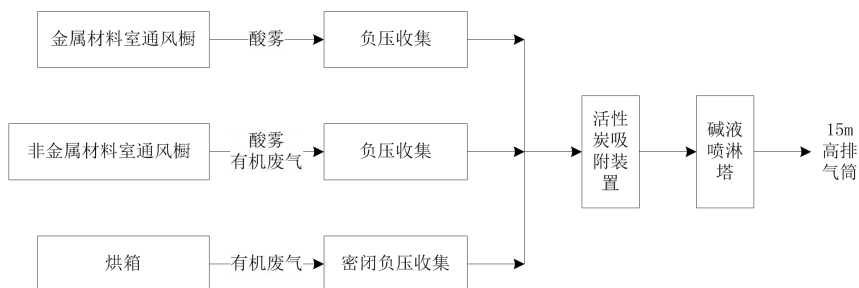 金属材料室通风橱
酸雾
负压收集
非金属材料室通风橱
酸雾
有机废气
负压收集
活性
炭吸
附装
置
碱液
喷淋
塔
15m
高排
气筒
烘箱
有机废气
密闭负压收集